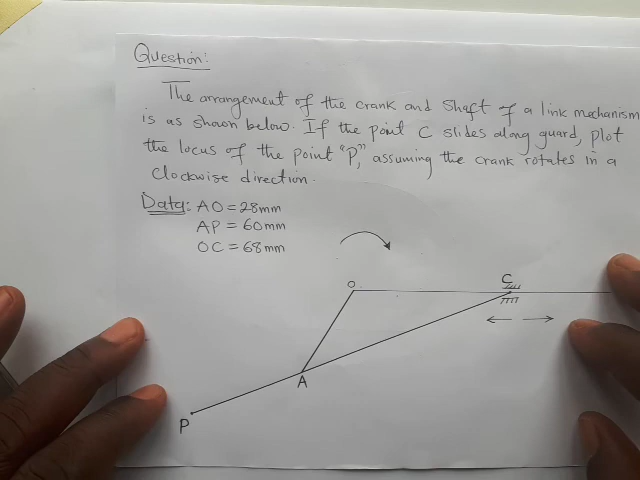 Question:
The arrangement of the crank and shaft of a link mechanism
is as shown below. If the point C slides along guard, plot
the locus of the point "P", assuming the crank rotates in a
clockwise direction.
Data: AO = 28mm
AP = 60mm
OC = 68mm
O
C
A
P